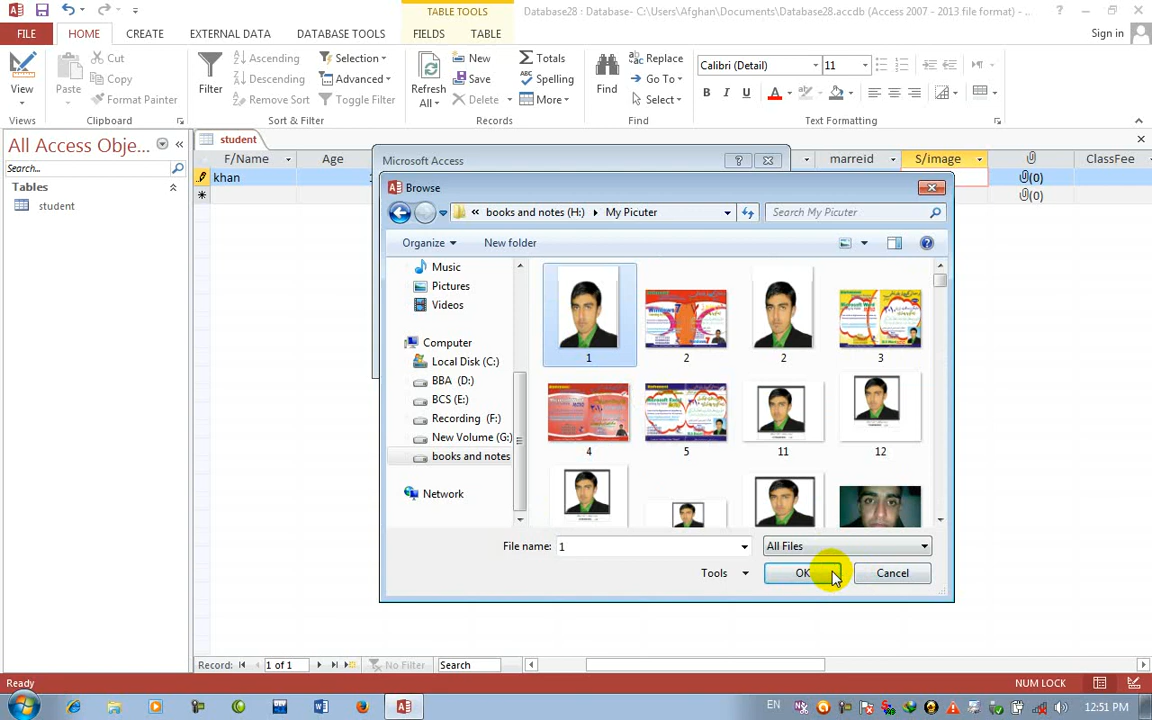 TABLE TOOLS
Database28 : Database- C:\Users\Afghan\Documents\Database28.accdb (Access 2007 - 2013 file format) - ...
FILE HOME CREATE EXTERNAL DATA DATABASE TOOLS FIELDS TABLE Sign in
View
Views
Paste
Cut
Copy
Format Painter
Clipboard
Filter
Ascending
Descending
Remove Sort
Selection
Advanced
Toggle Filter
Sort & Filter
Refresh All
New
Save
Delete
Totals
Spelling
More
Records
Find
Replace
Go To
Select
Find
Calibri (Detail) 11
B I U A
Text Formatting
All Access Obje...
Search...
Tables
student
student
F/Name Age marreid S/image ClassFee
khan 1 (0)
(0)
Microsoft Access
Browse
« books and notes (H:) My Picuter
Search My Picuter
Organize New folder
Music
Pictures
Videos
Computer
Local Disk (C:)
BBA (D:)
BCS (E:)
Recording (F:)
New Volume (G:)
books and notes
Network
1 2 2 3
4 5 11 12
File name: 1 All Files
Tools OK Cancel
Record: 1 of 1 No Filter Search
Ready NUM LOCK
EN 12:51 PM